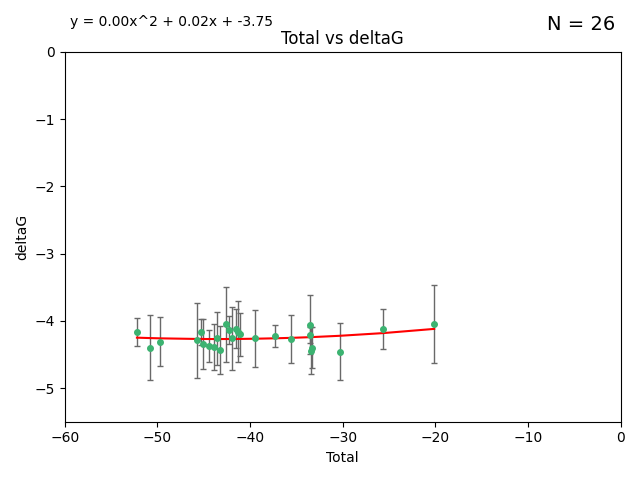 y = 0.00x^2 + 0.02x + -3.75
N = 26
Total vs deltaG
0
−1
−2
−3
−4
−5
deltaG
−60 −50 −40 −30 −20 −10 0
Total